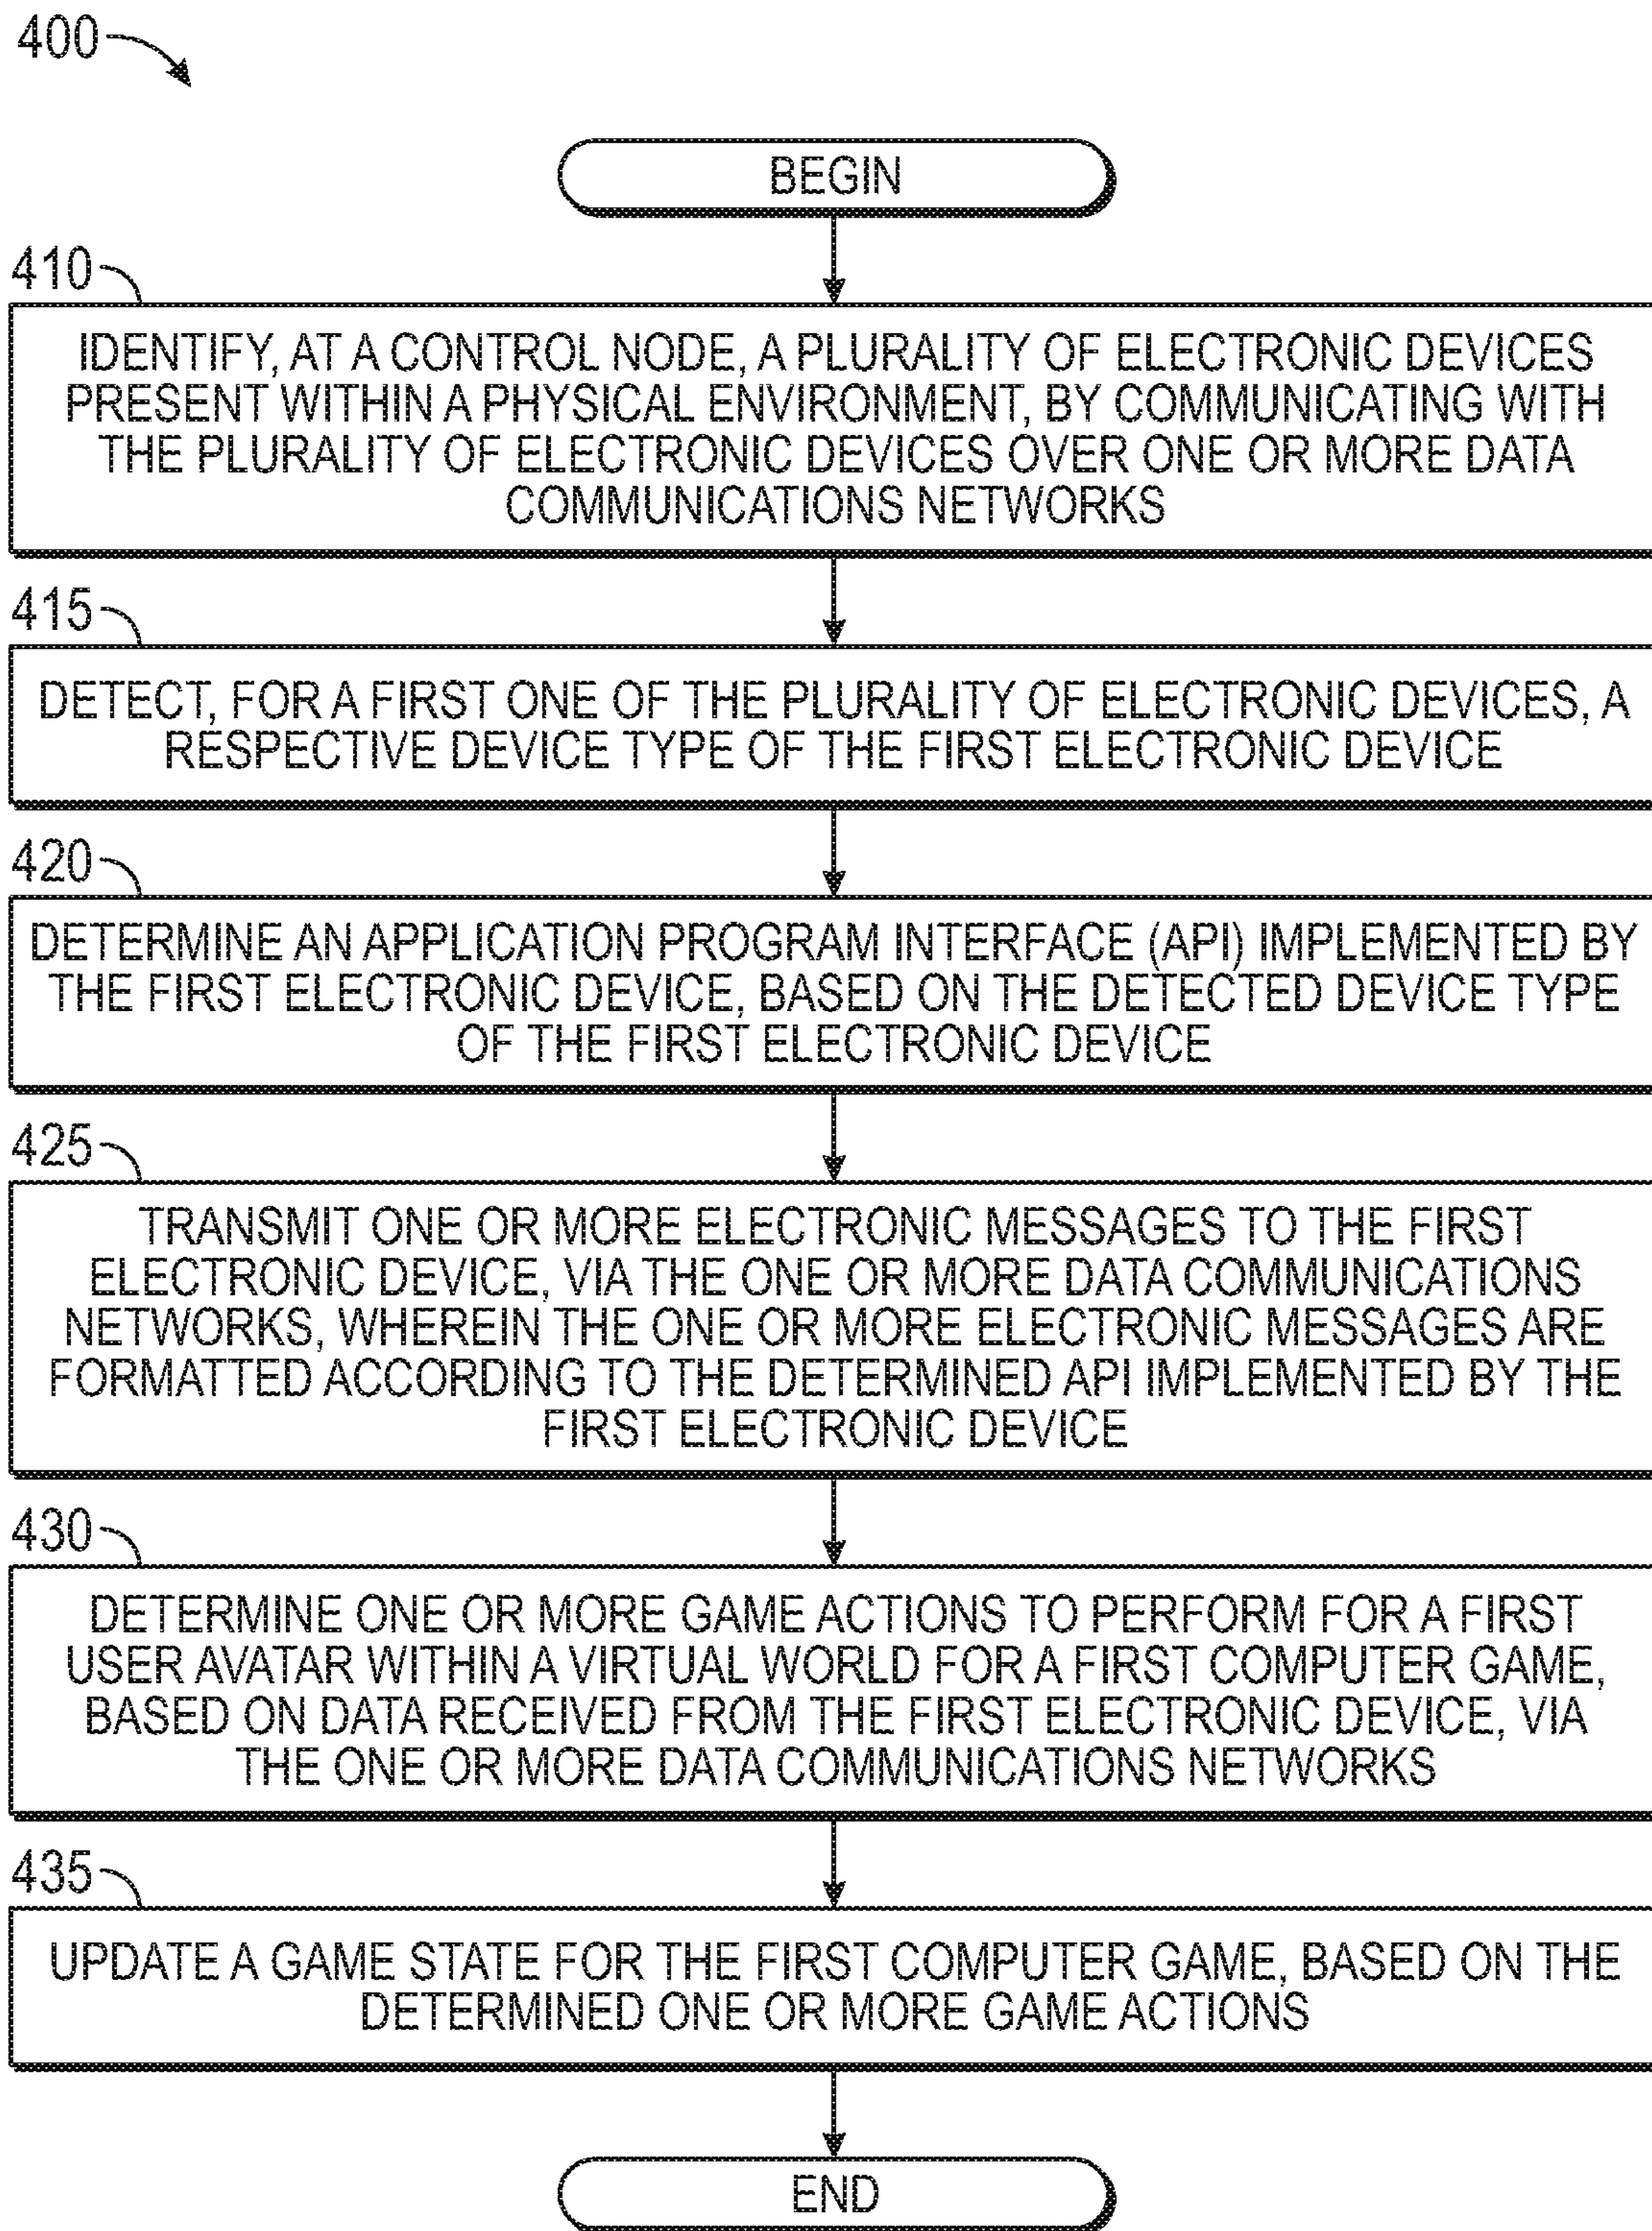 400
BEGIN
410
IDENTIFY, AT A CONTROL NODE, A PLURALITY OF ELECTRONIC DEVICES
PRESENT WITHIN A PHYSICAL ENVIRONMENT, BY COMMUNICATING WITH
THE PLURALITY OF ELECTRONIC DEVICES OVER ONE OR MORE DATA
COMMUNICATIONS NETWORKS
415
DETECT, FOR A FIRST ONE OF THE PLURALITY OF ELECTRONIC DEVICES, A
RESPECTIVE DEVICE TYPE OF THE FIRST ELECTRONIC DEVICE
420
DETERMINE AN APPLICATION PROGRAM INTERFACE (API) IMPLEMENTED BY
THE FIRST ELECTRONIC DEVICE, BASED ON THE DETECTED DEVICE TYPE
OF THE FIRST ELECTRONIC DEVICE
425
TRANSMIT ONE OR MORE ELECTRONIC MESSAGES TO THE FIRST
ELECTRONIC DEVICE, VIA THE ONE OR MORE DATA COMMUNICATIONS
NETWORKS, WHEREIN THE ONE OR MORE ELECTRONIC MESSAGES ARE
FORMATTED ACCORDING TO THE DETERMINED API IMPLEMENTED BY THE
FIRST ELECTRONIC DEVICE
430
DETERMINE ONE OR MORE GAME ACTIONS TO PERFORM FOR A FIRST
USER AVATAR WITHIN A VIRTUAL WORLD FOR A FIRST COMPUTER GAME,
BASED ON DATA RECEIVED FROM THE FIRST ELECTRONIC DEVICE, VIA
THE ONE OR MORE DATA COMMUNICATIONS NETWORKS
435
UPDATE A GAME STATE FOR THE FIRST COMPUTER GAME, BASED ON THE
DETERMINED ONE OR MORE GAME ACTIONS
END